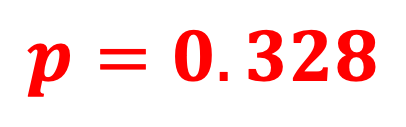 p = 0.328